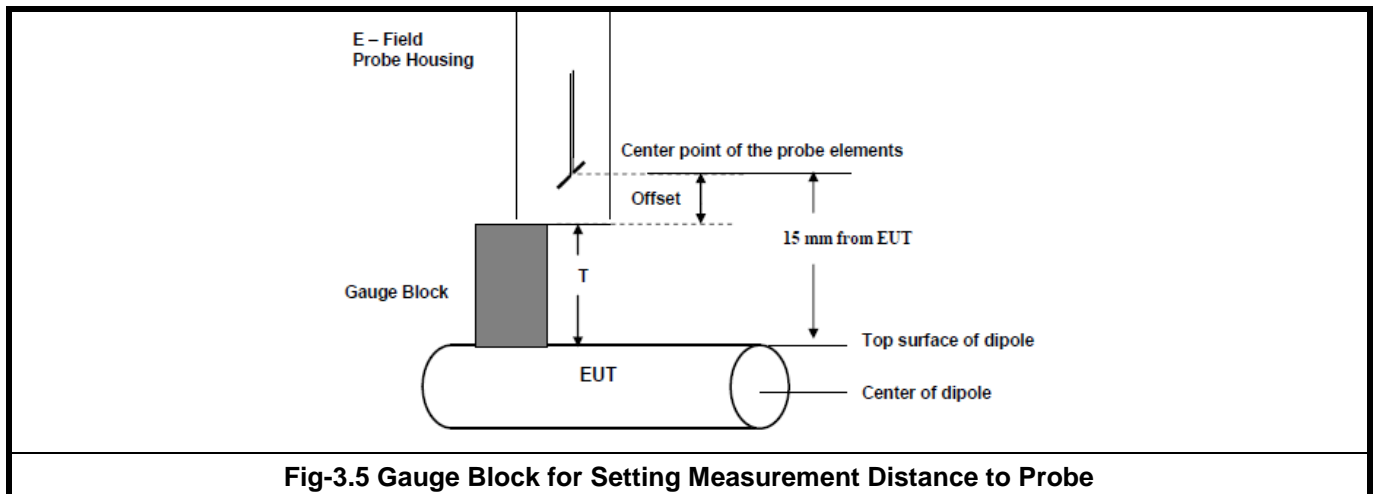 E – Field
Probe Housing
Center point of the probe elements
Offset
15 mm from EUT
T
Gauge Block
Top surface of dipole
EUT
Center of dipole
Fig-3.5 Gauge Block for Setting Measurement Distance to Probe